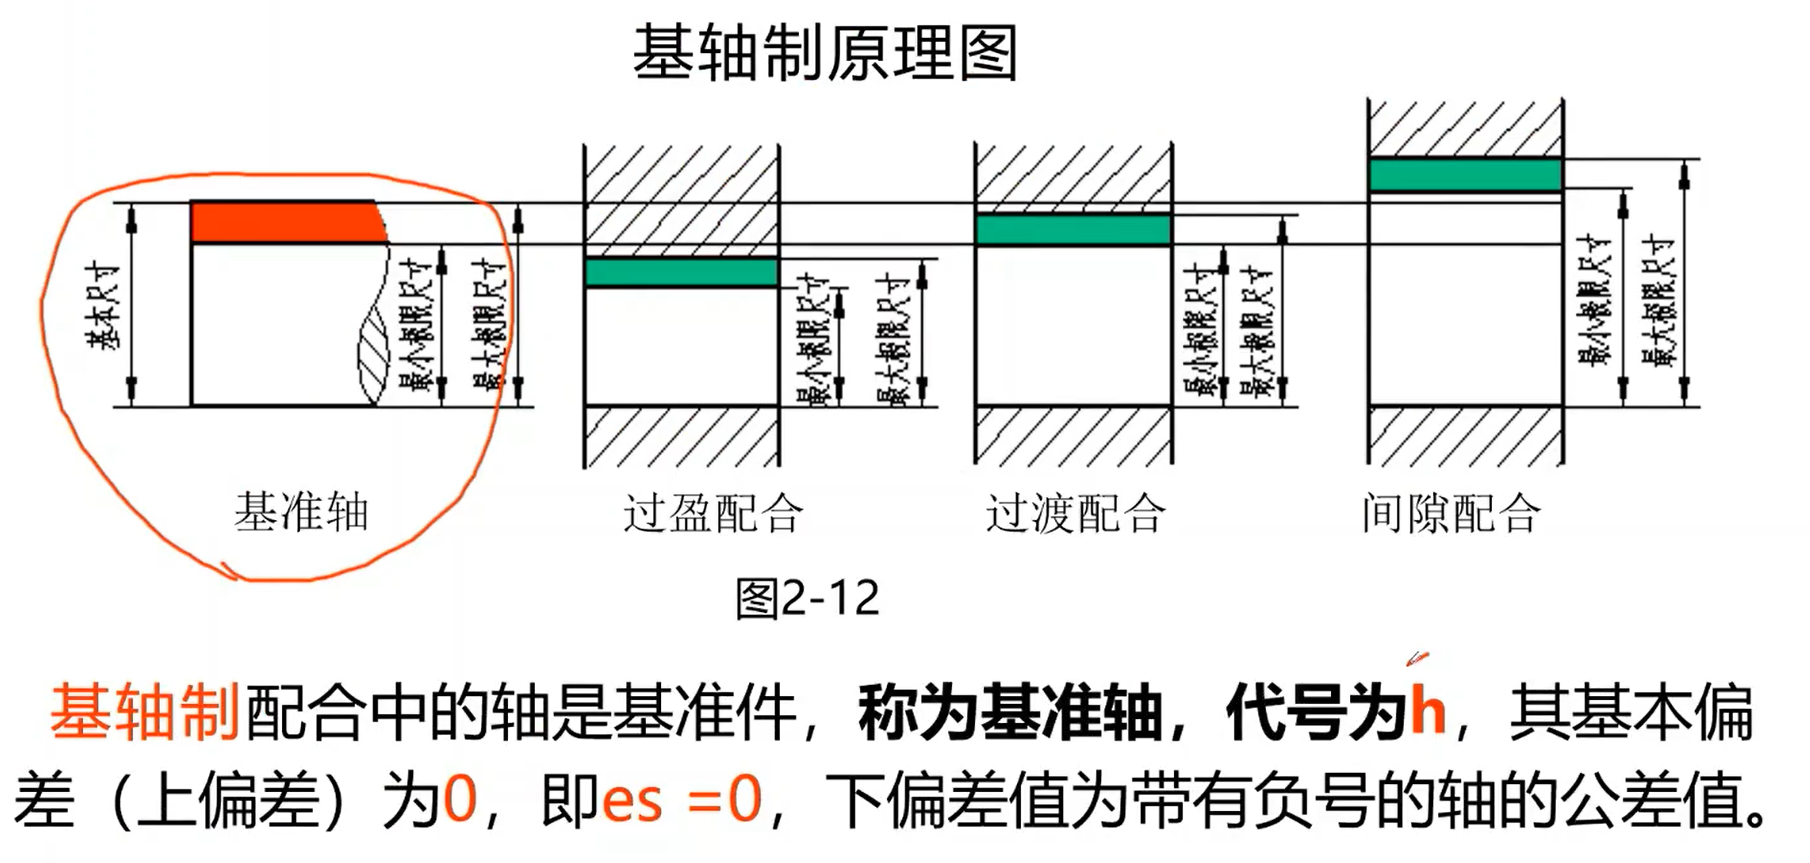 基轴制原理图
基本尺寸
最小极限尺寸
最大极限尺寸
最小极限尺寸
最大极限尺寸
最小极限尺寸
最大极限尺寸
最小极限尺寸
最大极限尺寸
基准轴
过盈配合
过渡配合
间隙配合
图2-12
基轴制配合中的轴是基准件，称为基准轴，代号为h，其基本偏
差（上偏差）为0，即es =0，下偏差值为带有负号的轴的公差值。